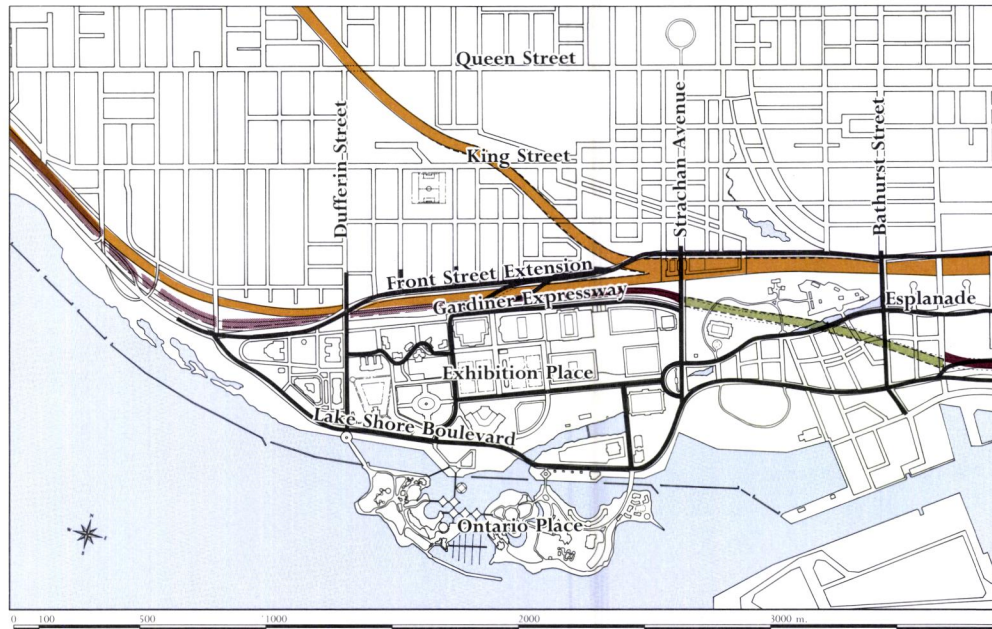 Queen Street
King Street
Dufferin Street
Strachan Avenue
Bathurst Street
Front Street Extension
Gardiner Expressway
Esplanade
Exhibition Place
Lake Shore Boulevard
Ontario Place
0 100 500 1000 2000 3000 m.